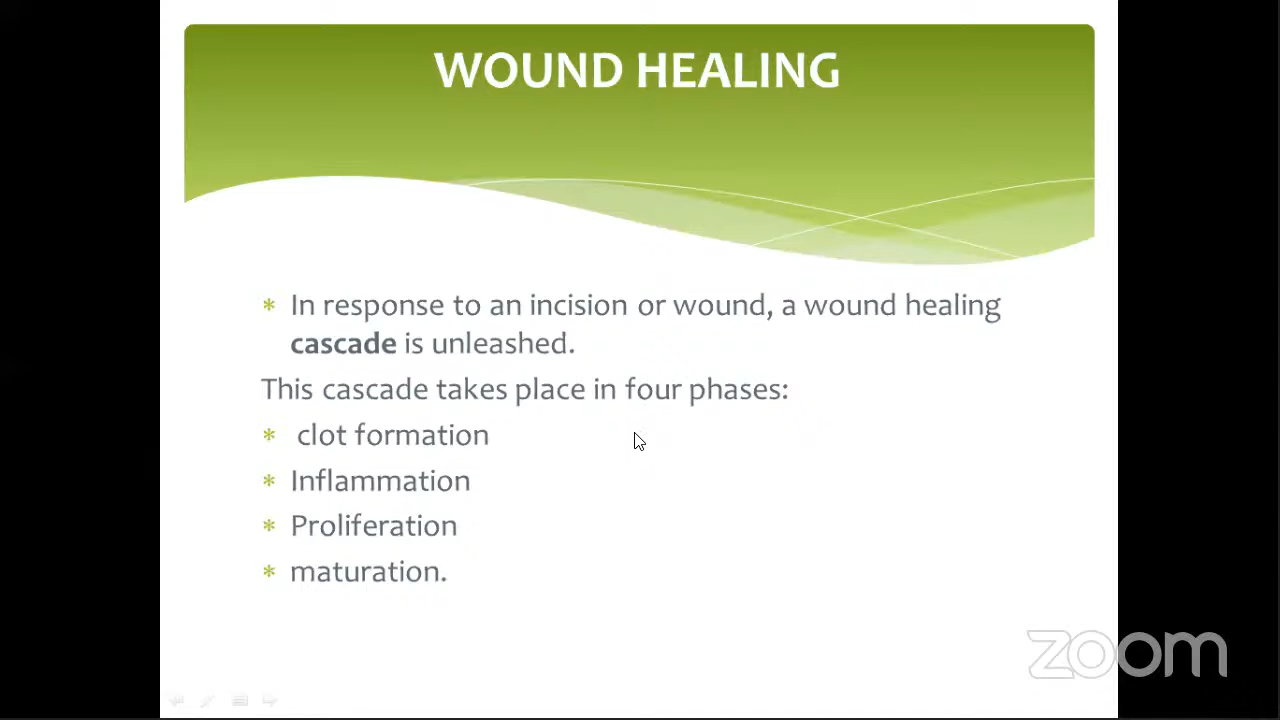 WOUND HEALING
* In response to an incision or wound, a wound healing
cascade is unleashed.
This cascade takes place in four phases:
* clot formation
* Inflammation
* Proliferation
* maturation.
zoom